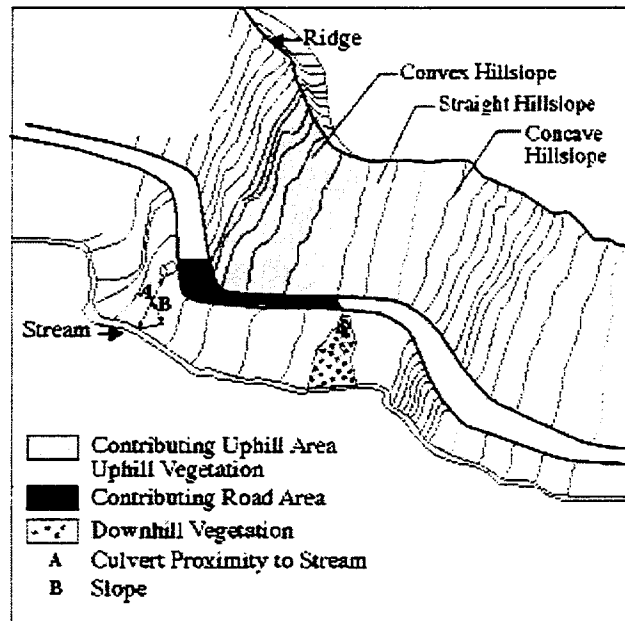 Ridge
Convex Hillslope
Straight Hillslope
Concave
Hillslope
A
B
Stream
Contributing Uphill Area
Uphill Vegetation
Contributing Road Area
Downhill Vegetation
A Culvert Proximity to Stream
B Slope